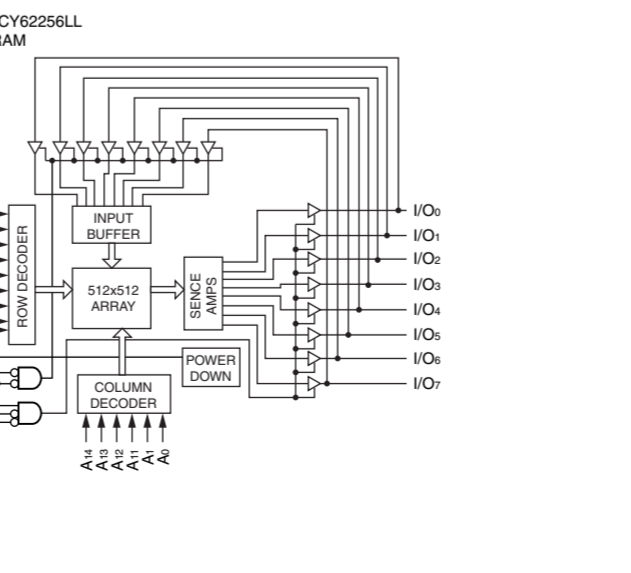 CY62256LL
RAM
INPUT
BUFFER
ROW DECODER
512x512
ARRAY
SENCE
AMPS
POWER
DOWN
COLUMN
DECODER
I/O0
I/O1
I/O2
I/O3
I/O4
I/O5
I/O6
I/O7
A14
A13
A12
A11
A1
A0